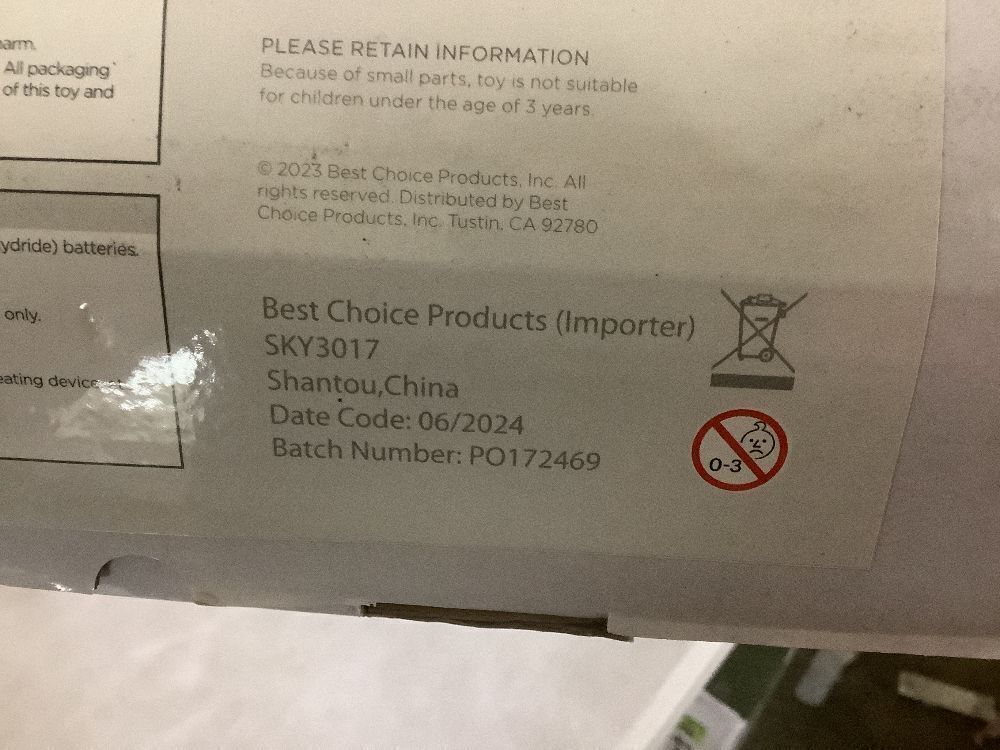 arm.
All packaging
of this toy and
ydride) batteries.
only.
eating device
PLEASE RETAIN INFORMATION
Because of small parts, toy is not suitable
for children under the age of 3 years.
© 2023 Best Choice Products, Inc. All
rights reserved. Distributed by Best
Choice Products, Inc. Tustin, CA 92780
Best Choice Products (Importer)
SKY3017
Shantou,China
Date Code: 06/2024
Batch Number: PO172469
0-3